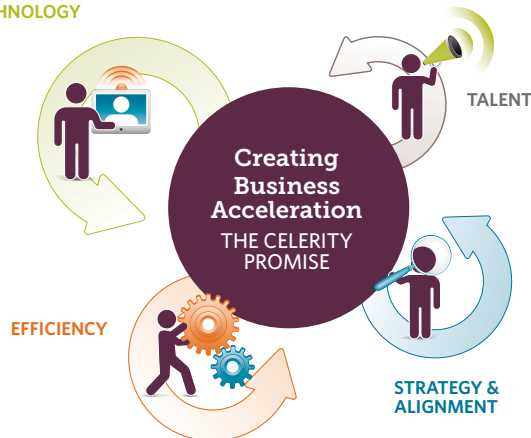 HNOLOGY
TALENT
Creating
Business
Acceleration
THE CELERITY
PROMISE
EFFICIENCY
STRATEGY &
ALIGNMENT